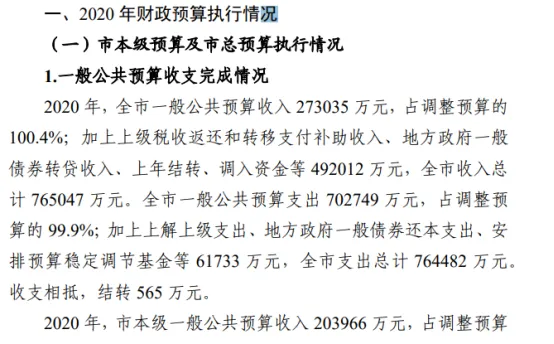 一、2020 年财政预算执行情况
（一）市本级预算及市总预算执行情况
1.一般公共预算收支完成情况
2020 年，全市一般公共预算收入 273035 万元，占调整预算的
100.4%；加上上级税收返还和转移支付补助收入、地方政府一般
债券转贷收入、上年结转、调入资金等 492012 万元，全市收入总
计 765047 万元。全市一般公共预算支出 702749 万元，占调整预
算的 99.9%；加上上解上级支出、地方政府一般债券还本支出、安
排预算稳定调节基金等 61733 万元，全市支出总计 764482 万元。
收支相抵，结转 565 万元。
2020 年，市本级一般公共预算收入 203966 万元，占调整预算